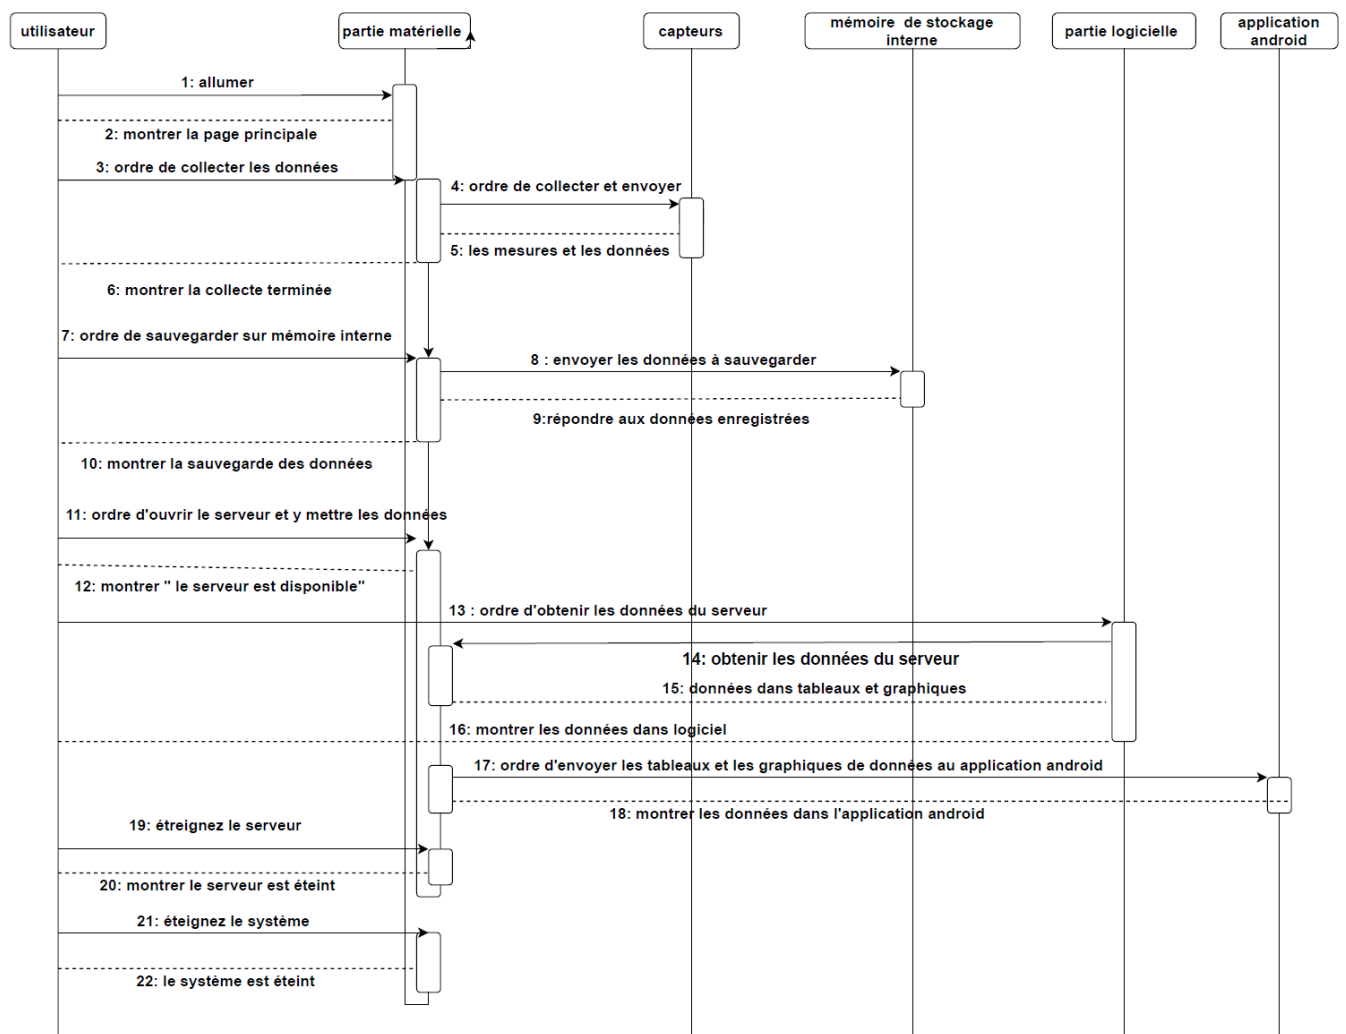 utilisateur
partie matérielle
capteurs
mémoire de stockage
interne
partie logicielle
application
android
1: allumer
2: montrer la page principale
3: ordre de collecter les données
4: ordre de collecter et envoyer
5: les mesures et les données
6: montrer la collecte terminée
7: ordre de sauvegarder sur mémoire interne
8 : envoyer les données à sauvegarder
9:répondre aux données enregistrées
10: montrer la sauvegarde des données
11: ordre d'ouvrir le serveur et y mettre les données
12: montrer " le serveur est disponible"
13 : ordre d'obtenir les données du serveur
14: obtenir les données du serveur
15: données dans tableaux et graphiques
16: montrer les données dans logiciel
17: ordre d'envoyer les tableaux et les graphiques de données au application android
18: montrer les données dans l'application android
19: étreignez le serveur
20: montrer le serveur est éteint
21: éteignez le système
22: le système est éteint